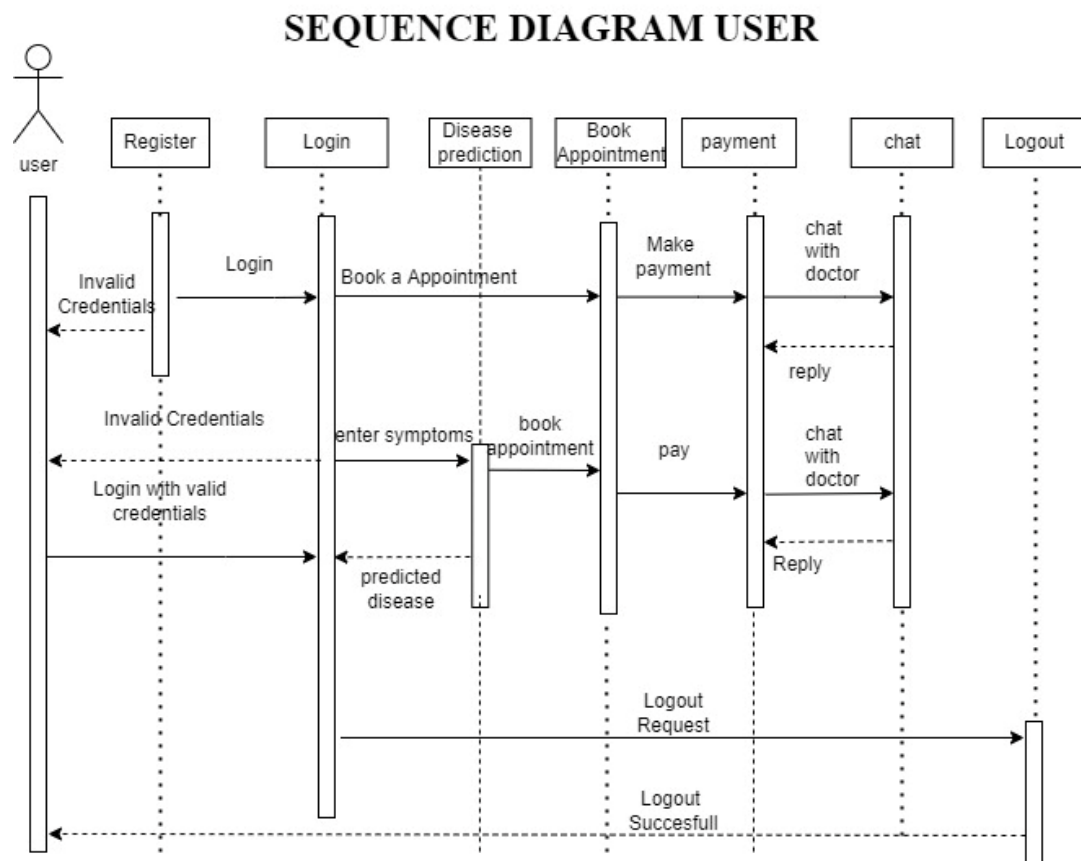 SEQUENCE DIAGRAM USER
user
Register
Login
Disease
prediction
Book
Appointment
payment
chat
Logout
Invalid
Credentials
Login
Book a Appointment
Make
payment
chat
with
doctor
reply
Invalid Credentials
enter symptoms
book
appointment
pay
chat
with
doctor
Login with valid
credentials
predicted
disease
Reply
Logout
Request
Logout
Succesfull